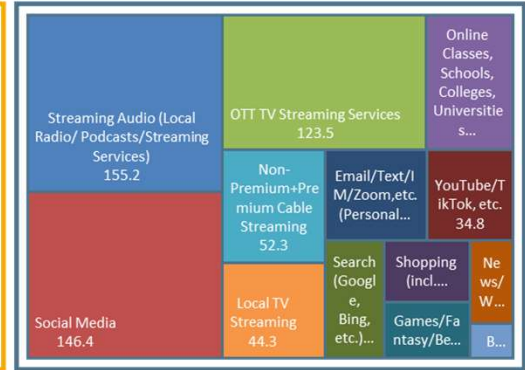 Streaming Audio (Local
Radio/ Podcasts/Streaming
Services)
155.2
Social Media
146.4
OTT TV Streaming Services
123.5
Online
Classes,
Schools,
Colleges,
Universitie
s...
Non-
Premium+Pre
mium Cable
Streaming
52.3
Local TV
Streaming
44.3
Email/Text/I
M/Zoom,etc.
(Personal...
YouTube/T
ikTok, etc.
34.8
Search
(Googl
e,
Bing,
etc.)...
Shopping
(incl....
Games/Fa
ntasy/Be...
Ne
ws/
W...
B...